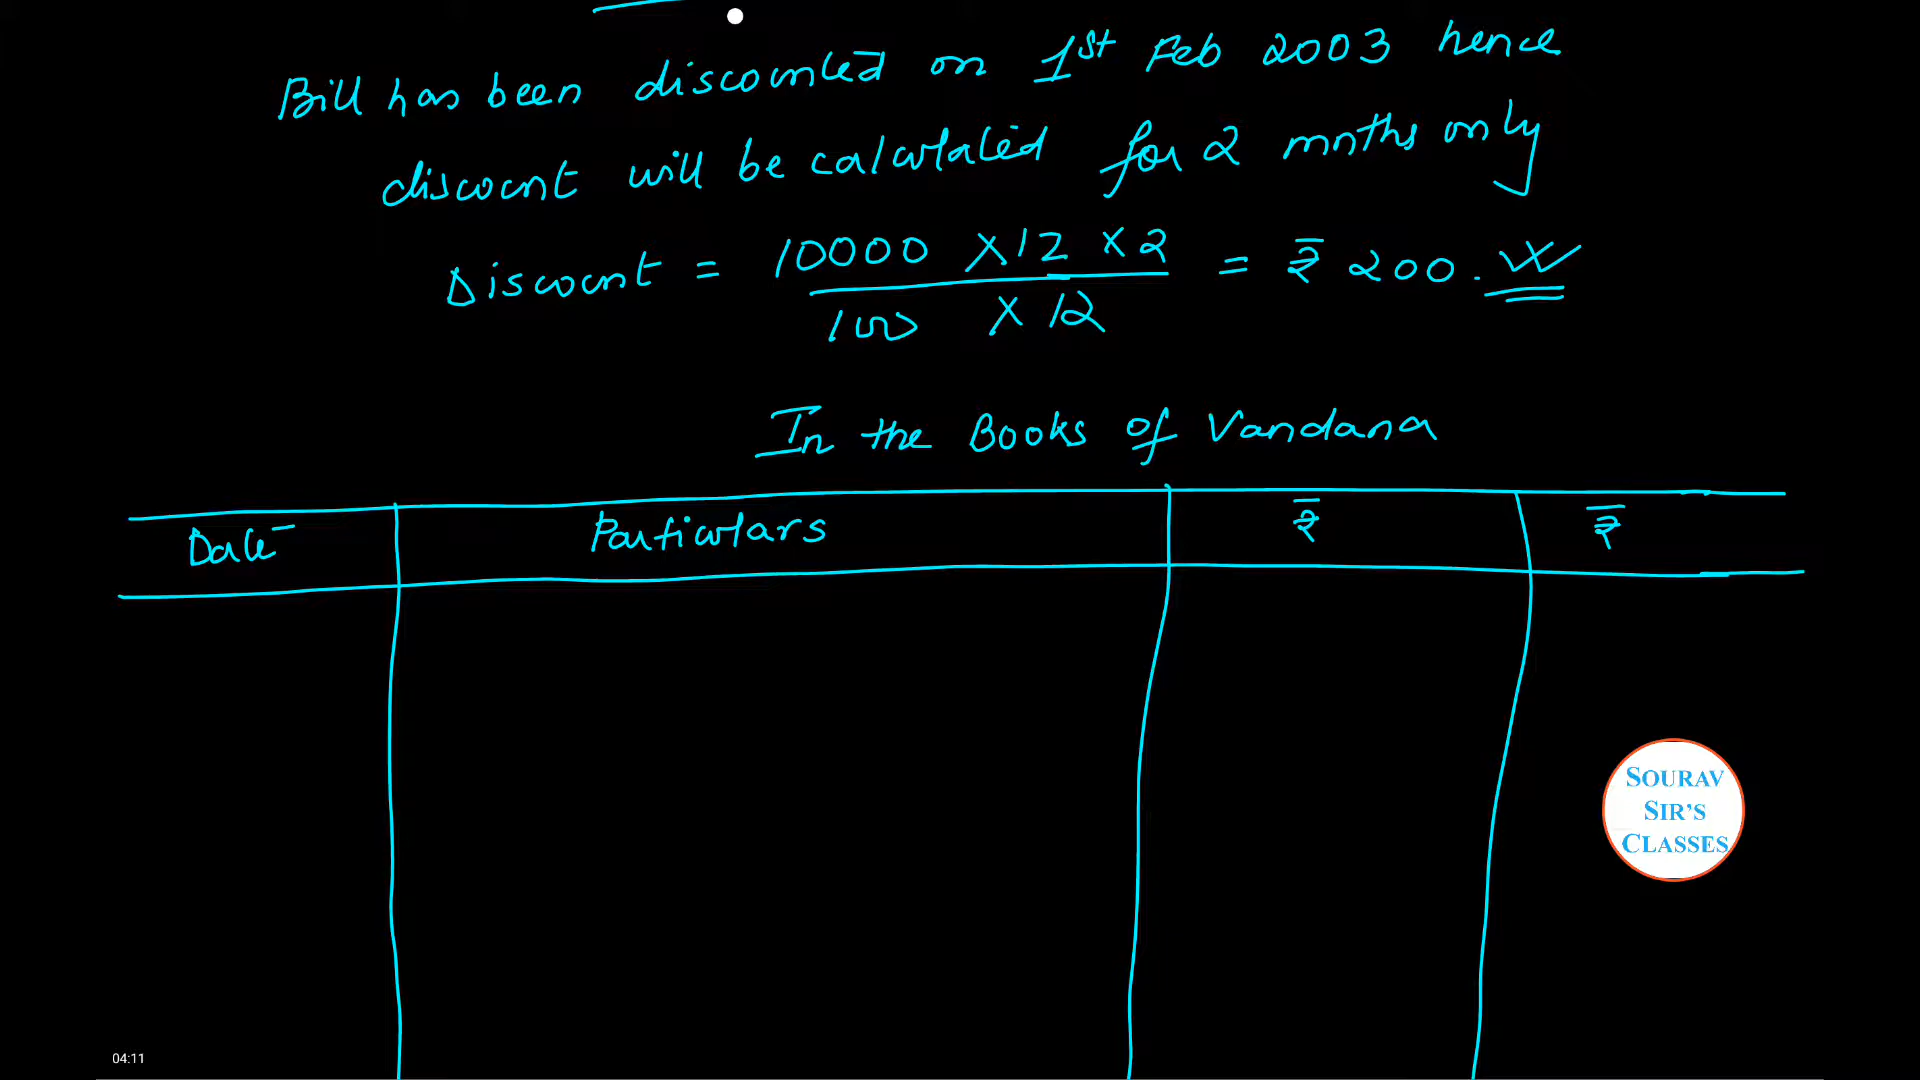 Bill has been discounted on 1st Feb 2003 hence
discount will be calculated for 2 mnths only
Discount = 10000 X 12 X 2 / 100 X 12 = ₹ 200.
In the Books of Vandana
Date Particulars ₹ ₹
SOURAV
SIR'S
CLASSES
04:11